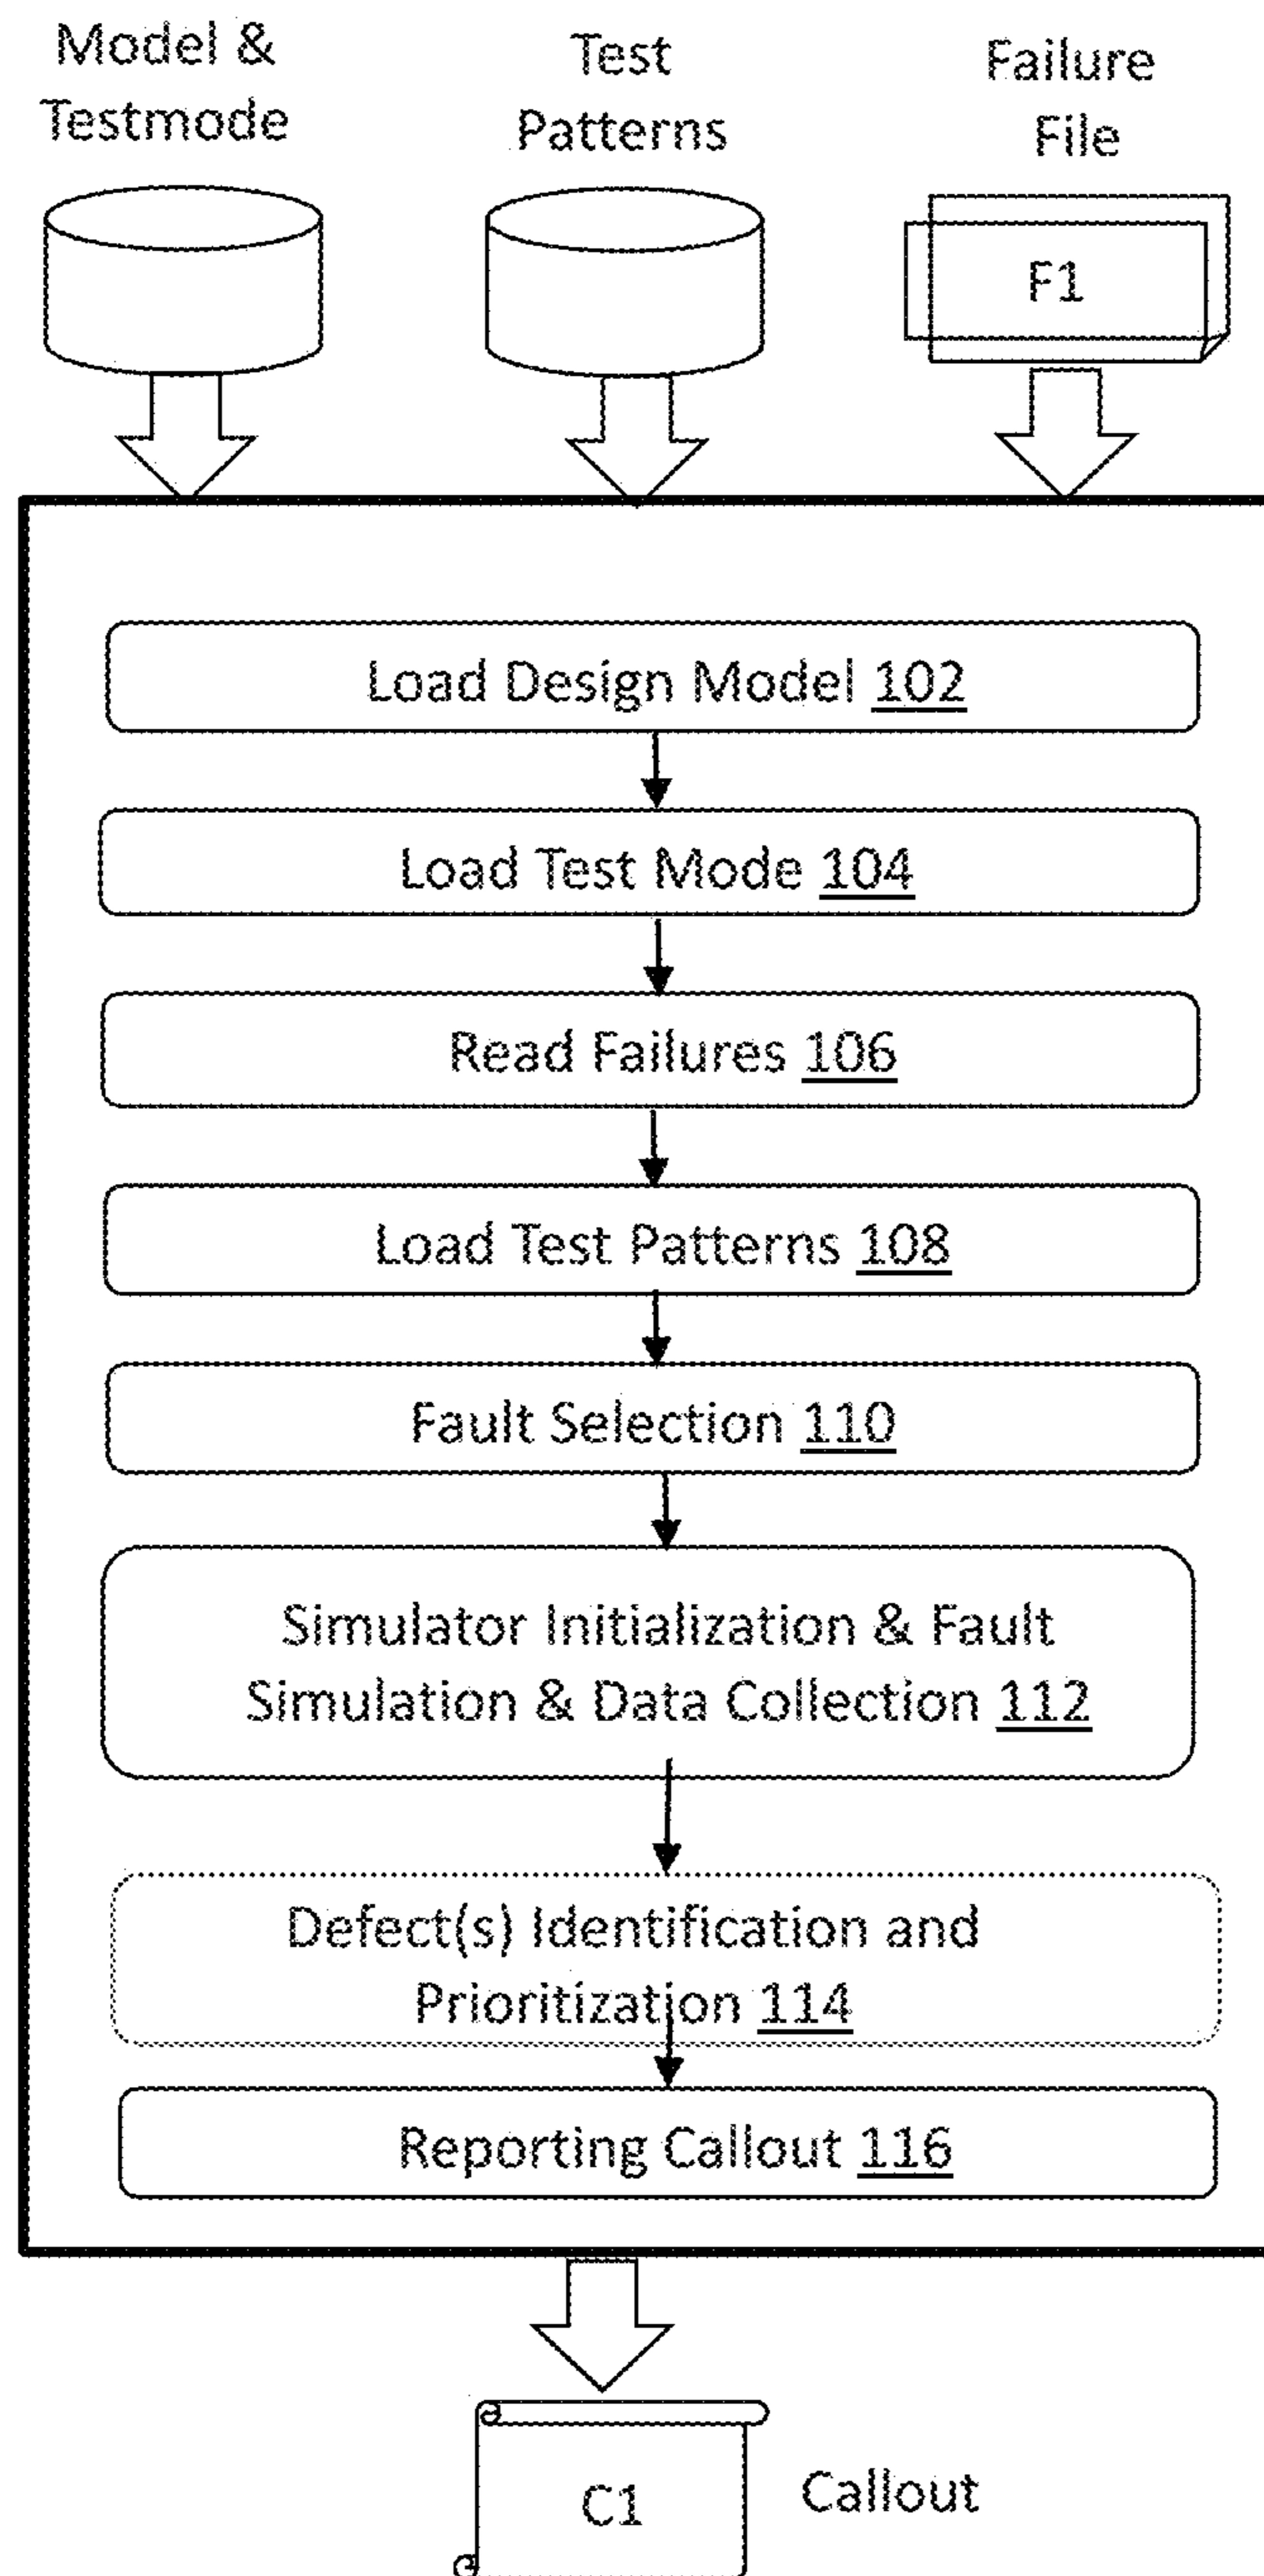 Model &
Testmode
Test
Patterns
Failure
File
F1
Load Design Model 102
Load Test Mode 104
Read Failures 106
Load Test Patterns 108
Fault Selection 110
Simulator Initialization & Fault
Simulation & Data Collection 112
Defect(s) Identification and
Prioritization 114
Reporting Callout 116
C1
Callout